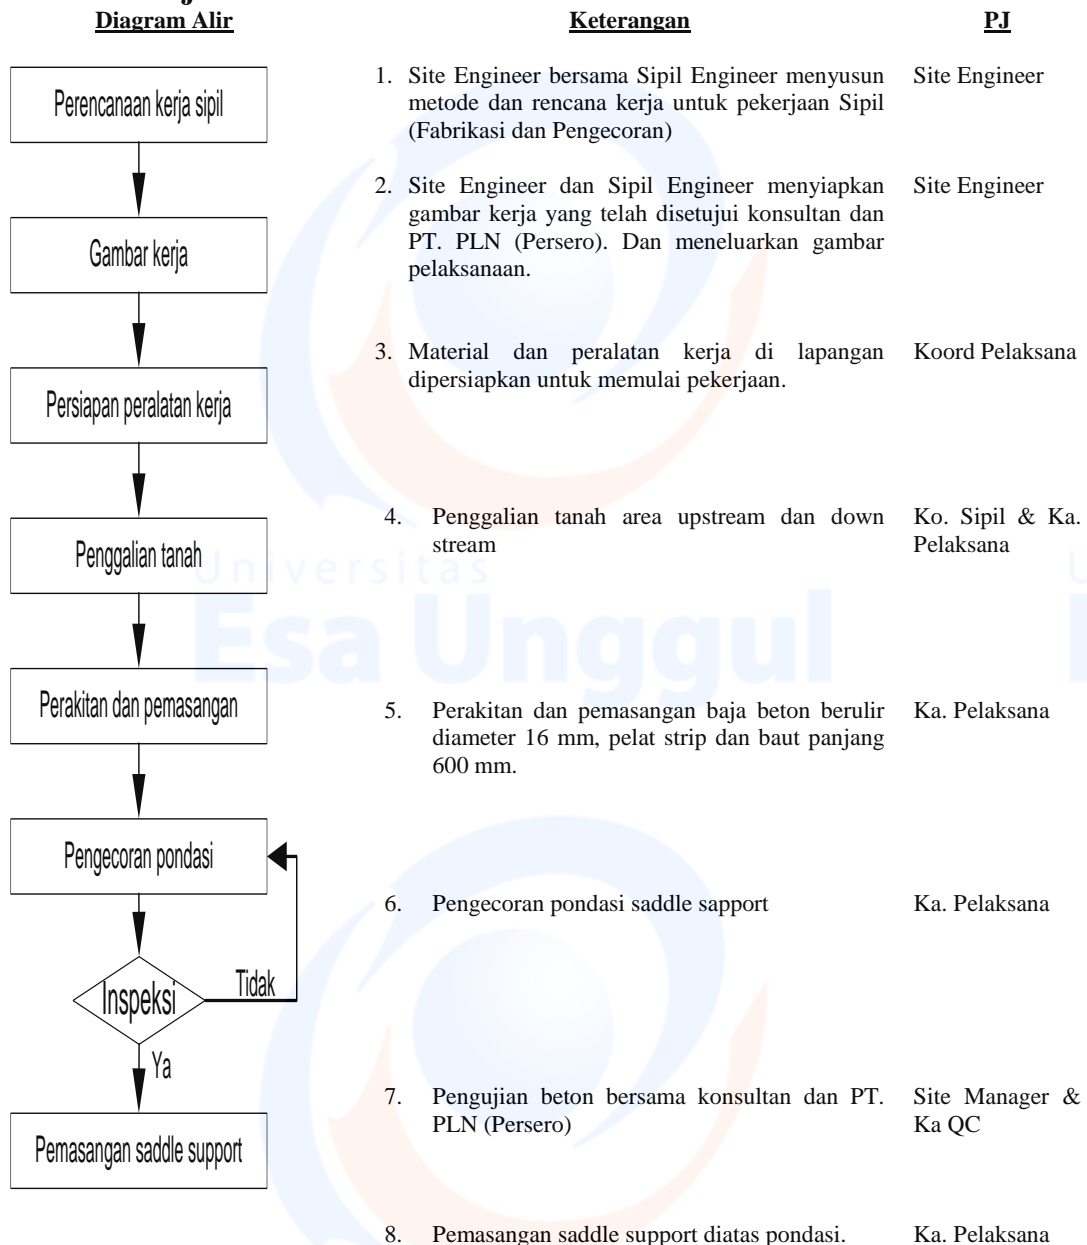 Diagram Alir
Keterangan
PJ
Perencanaan kerja sipil
1. Site Engineer bersama Sipil Engineer menyusun
metode dan rencana kerja untuk pekerjaan Sipil
(Fabrikasi dan Pengecoran)
Site Engineer
Gambar kerja
2. Site Engineer dan Sipil Engineer menyiapkan
gambar kerja yang telah disetujui konsultan dan
PT. PLN (Persero). Dan meneluarkan gambar
pelaksanaan.
Site Engineer
Persiapan peralatan kerja
3. Material dan peralatan kerja di lapangan
dipersiapkan untuk memulai pekerjaan.
Koord Pelaksana
Penggalian tanah
4. Penggalian tanah area upstream dan down
stream
Ko. Sipil & Ka.
Pelaksana
Universitas
Esa Unggul
Perakitan dan pemasangan
5. Perakitan dan pemasangan baja beton berulir
diameter 16 mm, pelat strip dan baut panjang
600 mm.
Ka. Pelaksana
Pengecoran pondasi
6. Pengecoran pondasi saddle sapport
Ka. Pelaksana
Inspeksi
Tidak
Ya
7. Pengujian beton bersama konsultan dan PT.
PLN (Persero)
Site Manager &
Ka QC
Pemasangan saddle support
8. Pemasangan saddle support diatas pondasi.
Ka. Pelaksana